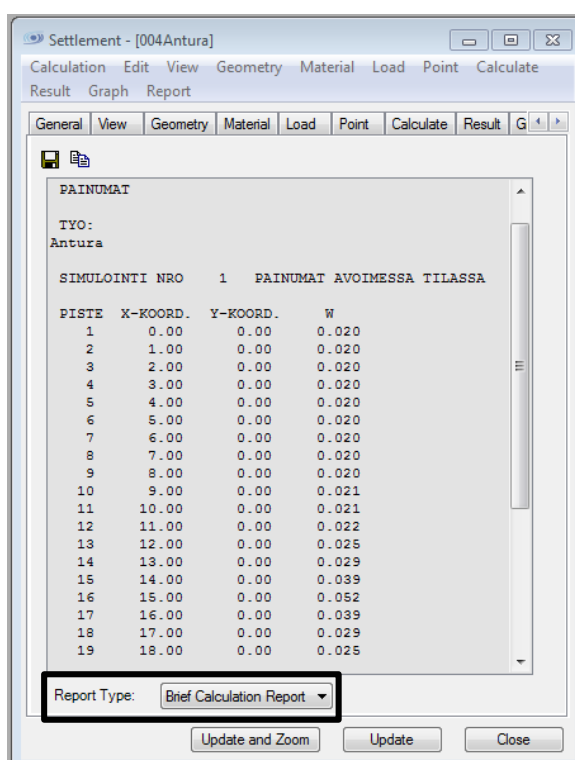 Settlement - [004Antura]
Calculation Edit View Geometry Material Load Point Calculate
Result Graph Report
General View Geometry Material Load Point Calculate Result G
PAINUMAT
TYO:
Antura
SIMULOINTI NRO 1 PAINUMAT AVOIMESSA TILASSA
PISTE X-KOORD. Y-KOORD. W
1 0.00 0.00 0.020
2 1.00 0.00 0.020
3 2.00 0.00 0.020
4 3.00 0.00 0.020
5 4.00 0.00 0.020
6 5.00 0.00 0.020
7 6.00 0.00 0.020
8 7.00 0.00 0.020
9 8.00 0.00 0.020
10 9.00 0.00 0.021
11 10.00 0.00 0.021
12 11.00 0.00 0.022
13 12.00 0.00 0.025
14 13.00 0.00 0.029
15 14.00 0.00 0.039
16 15.00 0.00 0.052
17 16.00 0.00 0.039
18 17.00 0.00 0.029
19 18.00 0.00 0.025
Report Type: Brief Calculation Report
Update and Zoom Update Close